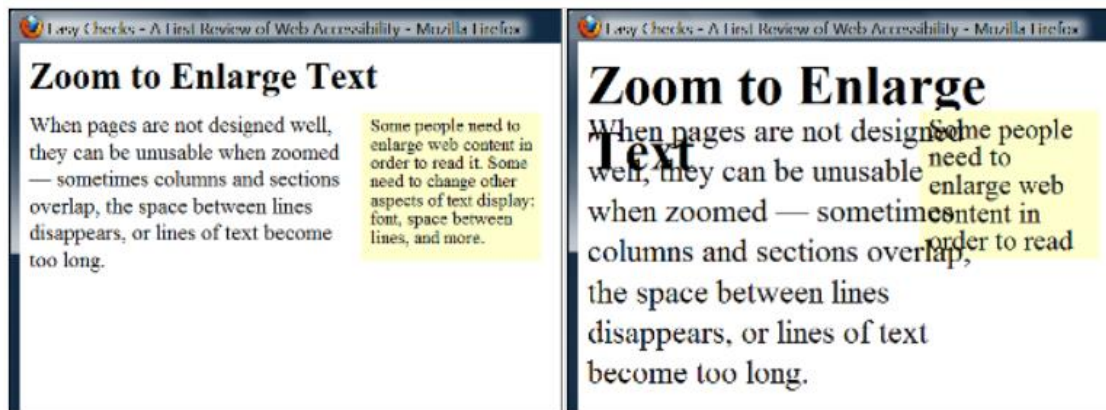 Easy Checks - A First Review of Web Accessibility - Mozilla Firefox
Zoom to Enlarge Text
When pages are not designed well,
they can be unusable when zoomed
— sometimes columns and sections
overlap, the space between lines
disappears, or lines of text become
too long.
Some people need to
enlarge web content in
order to read it. Some
need to change other
aspects of text display:
font, space between
lines, and more.
Easy Checks - A First Review of Web Accessibility - Mozilla Firefox
Zoom to Enlarge
Text
When pages are not designed
well, they can be unusable
when zoomed — sometimes
columns and sections overlap,
the space between lines
disappears, or lines of text
become too long.
Some people
need to
enlarge web
content in
order to read